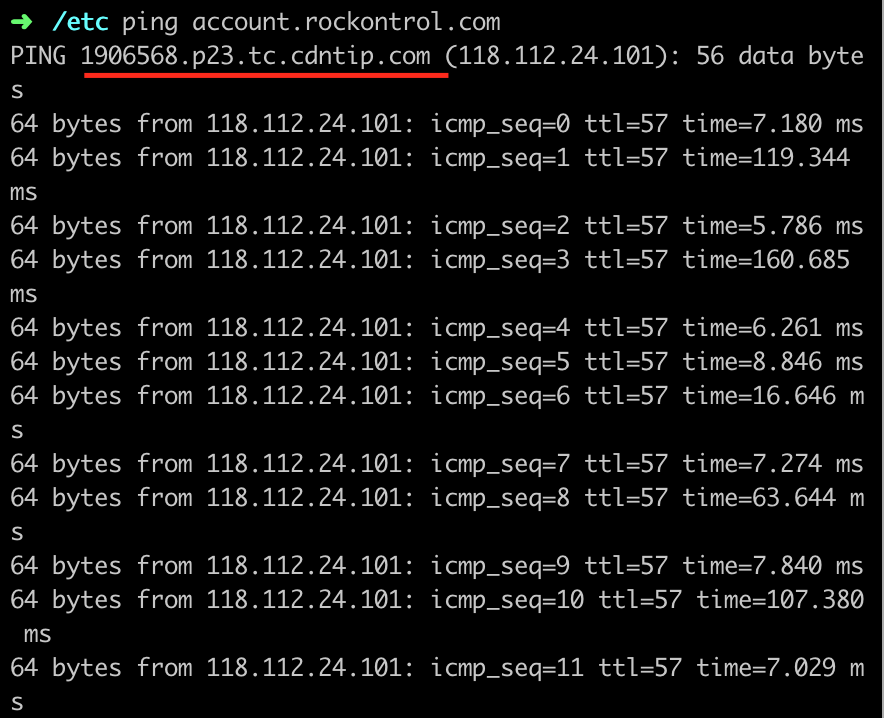 ➜ /etc ping account.rockontrol.com
PING 1906568.p23.tc.cdntip.com (118.112.24.101): 56 data byte
s
64 bytes from 118.112.24.101: icmp_seq=0 ttl=57 time=7.180 ms
64 bytes from 118.112.24.101: icmp_seq=1 ttl=57 time=119.344
ms
64 bytes from 118.112.24.101: icmp_seq=2 ttl=57 time=5.786 ms
64 bytes from 118.112.24.101: icmp_seq=3 ttl=57 time=160.685
ms
64 bytes from 118.112.24.101: icmp_seq=4 ttl=57 time=6.261 ms
64 bytes from 118.112.24.101: icmp_seq=5 ttl=57 time=8.846 ms
64 bytes from 118.112.24.101: icmp_seq=6 ttl=57 time=16.646 m
s
64 bytes from 118.112.24.101: icmp_seq=7 ttl=57 time=7.274 ms
64 bytes from 118.112.24.101: icmp_seq=8 ttl=57 time=63.644 m
s
64 bytes from 118.112.24.101: icmp_seq=9 ttl=57 time=7.840 ms
64 bytes from 118.112.24.101: icmp_seq=10 ttl=57 time=107.380
 ms
64 bytes from 118.112.24.101: icmp_seq=11 ttl=57 time=7.029 m
s